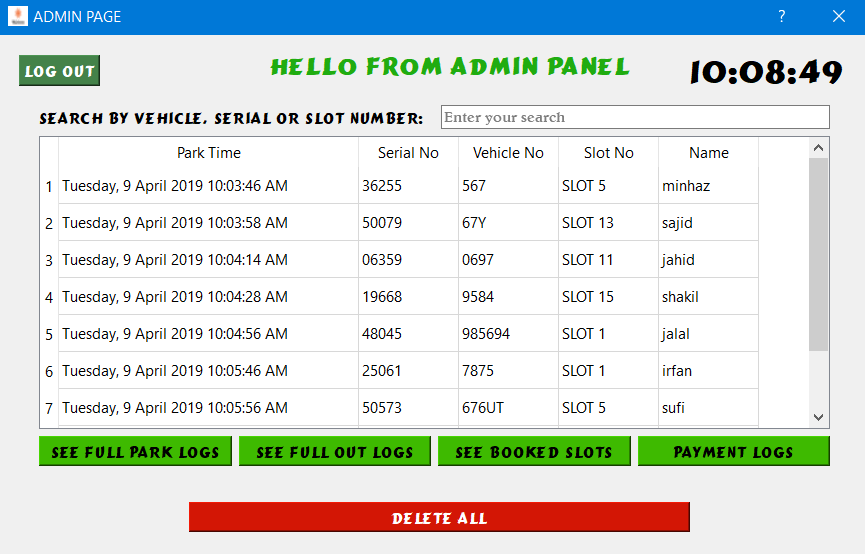 ADMIN PAGE
LOG OUT
HELLO FROM ADMIN PANEL
10:08:49
SEARCH BY VEHICLE, SERIAL OR SLOT NUMBER:
Enter your search
Park Time Serial No Vehicle No Slot No Name
1 Tuesday, 9 April 2019 10:03:46 AM 36255 567 SLOT 5 minhaz
2 Tuesday, 9 April 2019 10:03:58 AM 50079 67Y SLOT 13 sajid
3 Tuesday, 9 April 2019 10:04:14 AM 06359 0697 SLOT 11 jahid
4 Tuesday, 9 April 2019 10:04:28 AM 19668 9584 SLOT 15 shakil
5 Tuesday, 9 April 2019 10:04:56 AM 48045 985694 SLOT 1 jalal
6 Tuesday, 9 April 2019 10:05:46 AM 25061 7875 SLOT 1 irfan
7 Tuesday, 9 April 2019 10:05:56 AM 50573 676UT SLOT 5 sufi
SEE FULL PARK LOGS SEE FULL OUT LOGS SEE BOOKED SLOTS PAYMENT LOGS
DELETE ALL